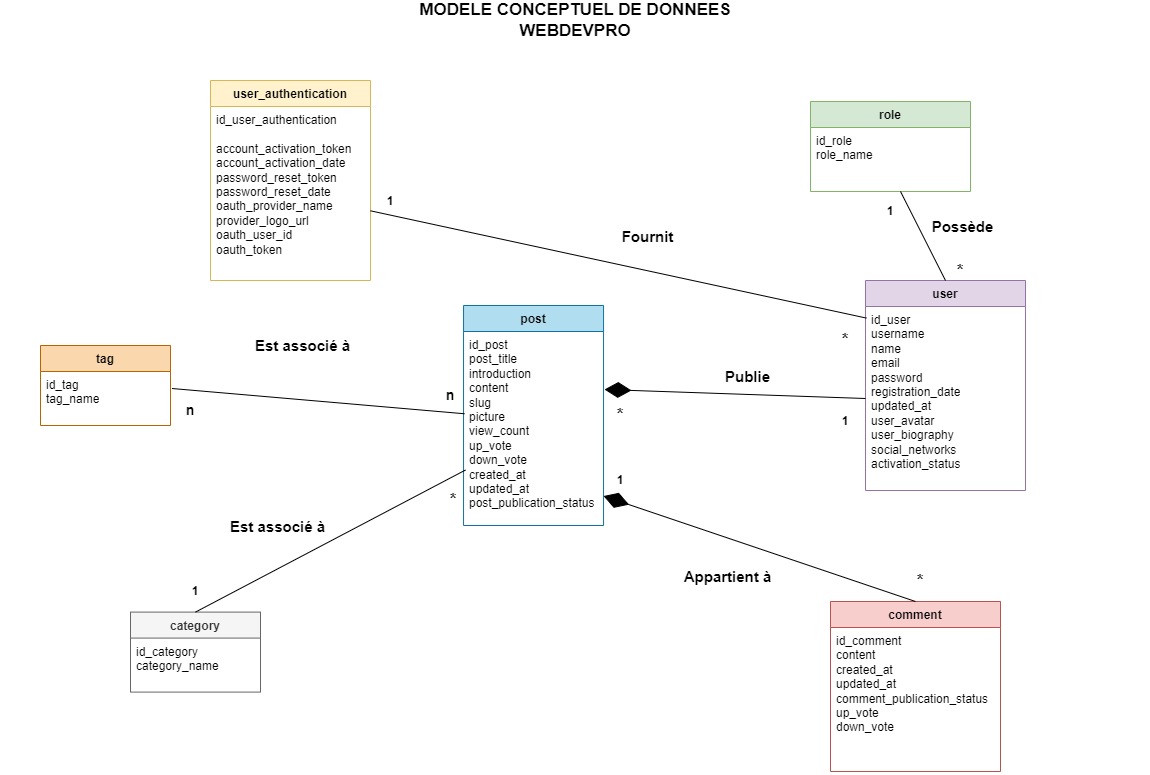 MODELE CONCEPTUEL DE DONNEES
WEBDEVPRO
user_authentication
id_user_authentication
account_activation_token
account_activation_date
password_reset_token
password_reset_date
oauth_provider_name
provider_logo_url
oauth_user_id
oauth_token
role
id_role
role_name
1
Fournit
*
1
Possède
*
user
id_user
username
name
email
password
registration_date
updated_at
user_avatar
user_biography
social_networks
activation_status
tag
id_tag
tag_name
Est associé à
n
n
post
id_post
post_title
introduction
content
slug
picture
view_count
up_vote
down_vote
created_at
updated_at
post_publication_status
Publie
*
1
Est associé à
*
1
category
id_category
category_name
1
Appartient à
*
comment
id_comment
content
created_at
updated_at
comment_publication_status
up_vote
down_vote